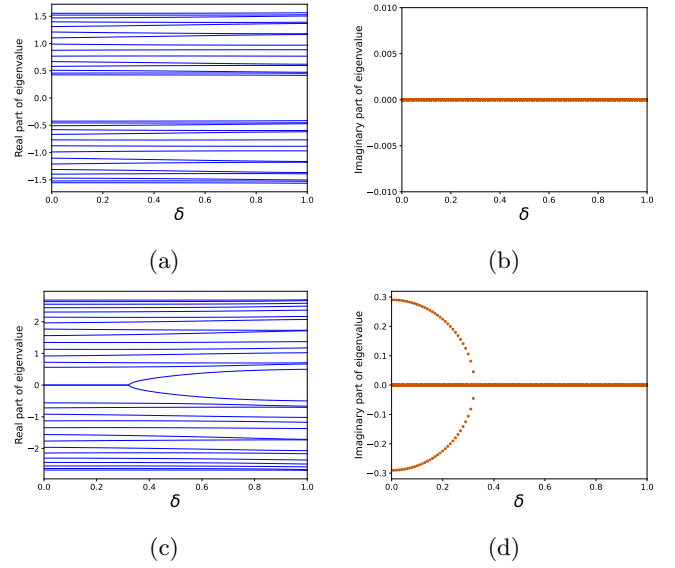 1.5
1.0
0.5
0.0
−0.5
−1.0
−1.5
Real part of eigenvalue
0.0 0.2 0.4 0.6 0.8 1.0
δ
(a)
0.010
0.005
0.000
−0.005
−0.010
Imaginary part of eigenvalue
0.0 0.2 0.4 0.6 0.8 1.0
δ
(b)
2
1
0
−1
−2
Real part of eigenvalue
0.0 0.2 0.4 0.6 0.8 1.0
δ
(c)
0.3
0.2
0.1
0.0
−0.1
−0.2
−0.3
Imaginary part of eigenvalue
0.0 0.2 0.4 0.6 0.8 1.0
δ
(d)